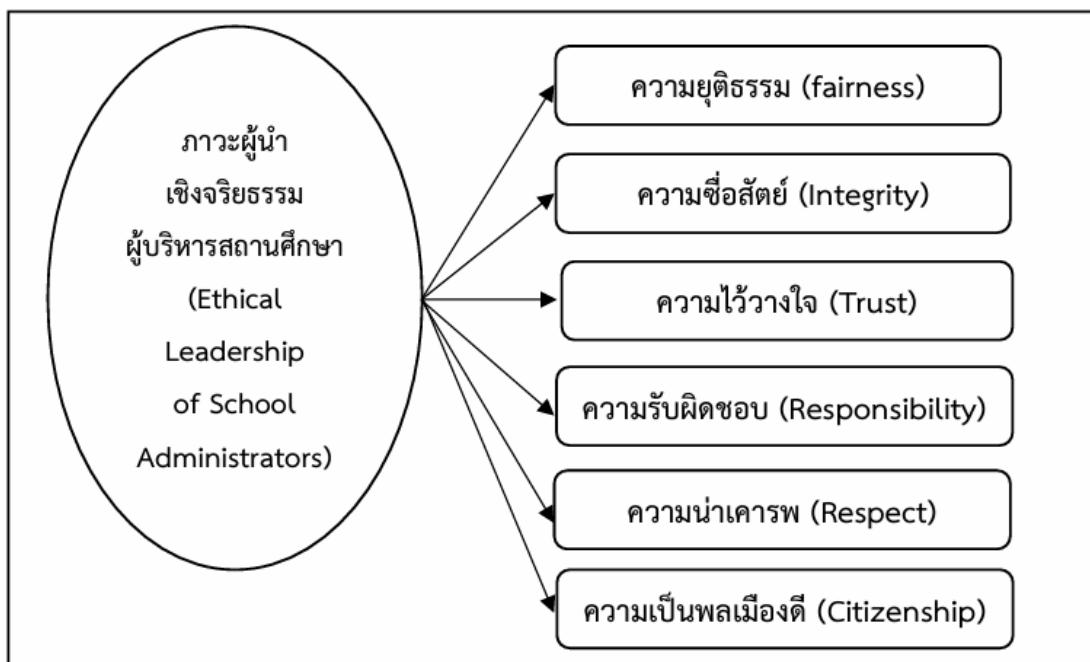 ภาวะผู้นำ
เชิงจริยธรรม
ผู้บริหารสถานศึกษา
(Ethical
Leadership
of School
Administrators)
ความยุติธรรม (fairness)
ความซื่อสัตย์ (Integrity)
ความไว้วางใจ (Trust)
ความรับผิดชอบ (Responsibility)
ความน่าเคารพ (Respect)
ความเป็นพลเมืองดี (Citizenship)